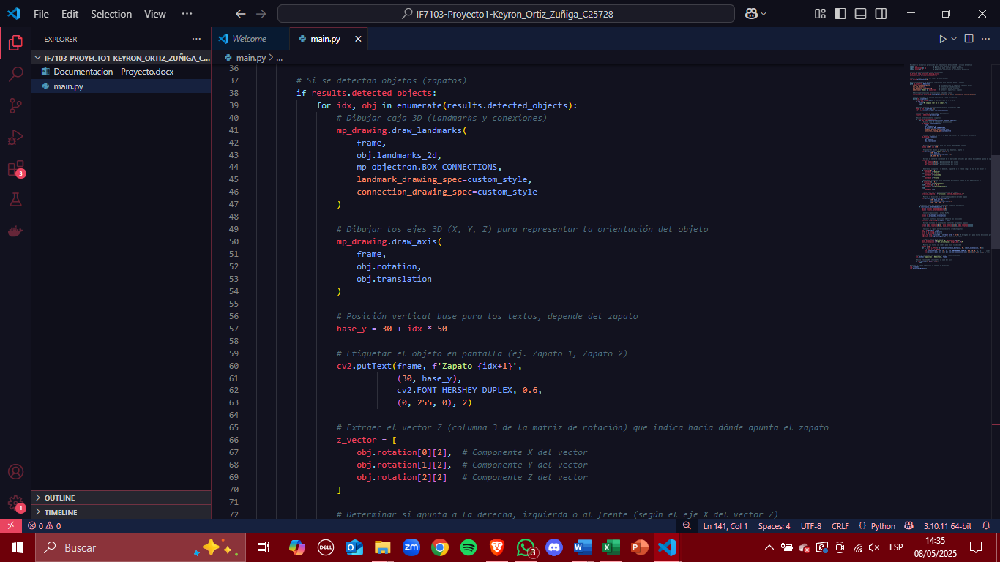 File Edit Selection View ···
IF7103-Proyecto1-Keyron_Ortiz_Zuñiga_C25728
EXPLORER ···
IF7103-PROYECTO1-KEYRON_ORTIZ_ZUÑIGA_C...
Documentacion - Proyecto.docx
main.py
OUTLINE
TIMELINE
3
1
Welcome
main.py
main.py > ...
36
37 # Si se detectan objetos (zapatos)
38 if results.detected_objects:
39 for idx, obj in enumerate(results.detected_objects):
40 # Dibujar caja 3D (landmarks y conexiones)
41 mp_drawing.draw_landmarks(
42 frame,
43 obj.landmarks_2d,
44 mp_objectron.BOX_CONNECTIONS,
45 landmark_drawing_spec=custom_style,
46 connection_drawing_spec=custom_style
47 )
48
49 # Dibujar los ejes 3D (X, Y, Z) para representar la orientación del objeto
50 mp_drawing.draw_axis(
51 frame,
52 obj.rotation,
53 obj.translation
54 )
55
56 # Posición vertical base para los textos, depende del zapato
57 base_y = 30 + idx * 50
58
59 # Etiquetar el objeto en pantalla (ej. Zapato 1, Zapato 2)
60 cv2.putText(frame, f'Zapato {idx+1}',
61 (30, base_y),
62 cv2.FONT_HERSHEY_DUPLEX, 0.6,
63 (0, 255, 0), 2)
64
65 # Extraer el vector Z (columna 3 de la matriz de rotación) que indica hacia dónde apunta el zapato
66 z_vector = [
67 obj.rotation[0][2], # Componente X del vector
68 obj.rotation[1][2], # Componente Y del vector
69 obj.rotation[2][2] # Componente Z del vector
70 ]
71
72 # Determinar si apunta a la derecha, izquierda o al frente (según el eje X del vector Z)
0 0 Ln 141, Col 1 Spaces: 4 UTF-8 CRLF {} Python 3.10.11 64-bit
Buscar
DELL
zm
3
ESP
14:35
08/05/2025